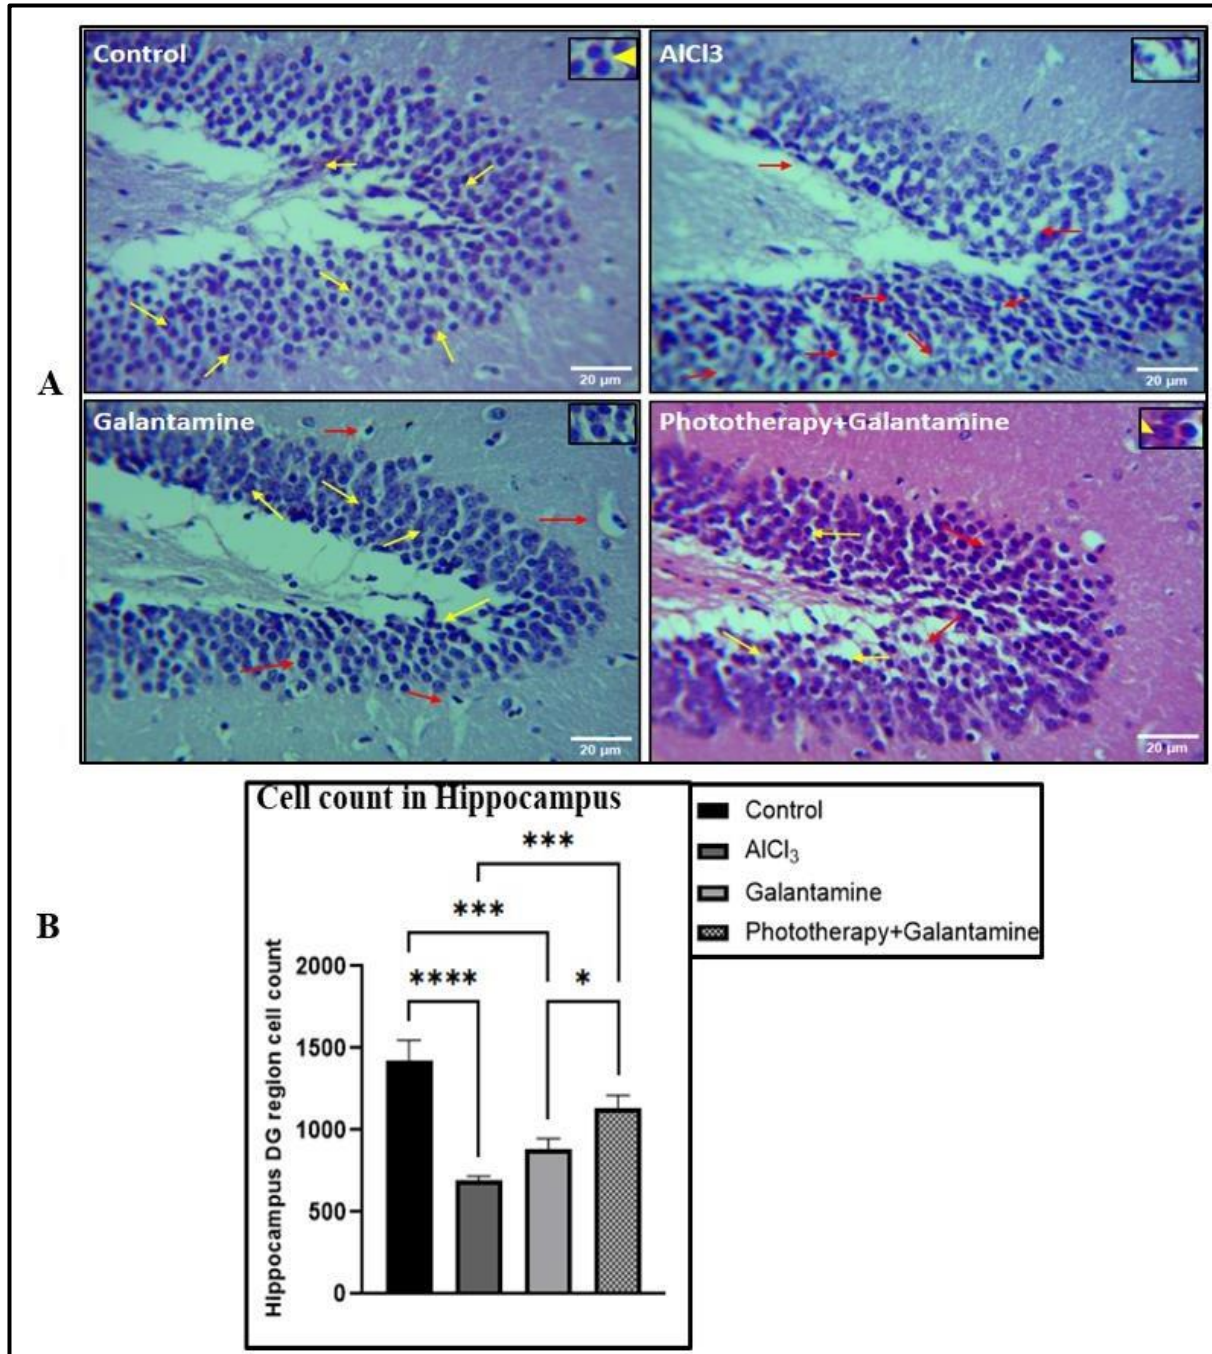 Control
AlCl3
20 µm
20 µm
A
Galantamine
Phototherapy+Galantamine
20 µm
20 µm
Cell count in Hippocampus
Control
AlCl₃
Galantamine
Phototherapy+Galantamine
B
***
***
****
*
Hippocampus DG region cell count
2000
1500
1000
500
0